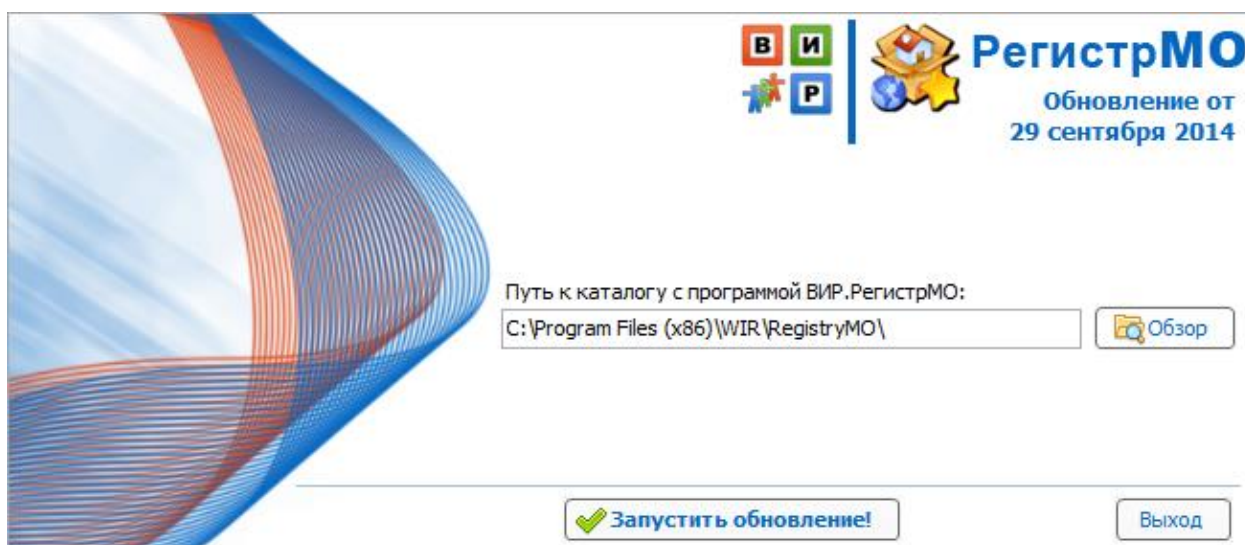 В И
Р
РегистрМО
Обновление от
29 сентября 2014
Путь к каталогу с программой ВИР.РегистрМО:
C:\Program Files (x86)\WIR\RegistryMO\
Обзор
Запустить обновление!
Выход